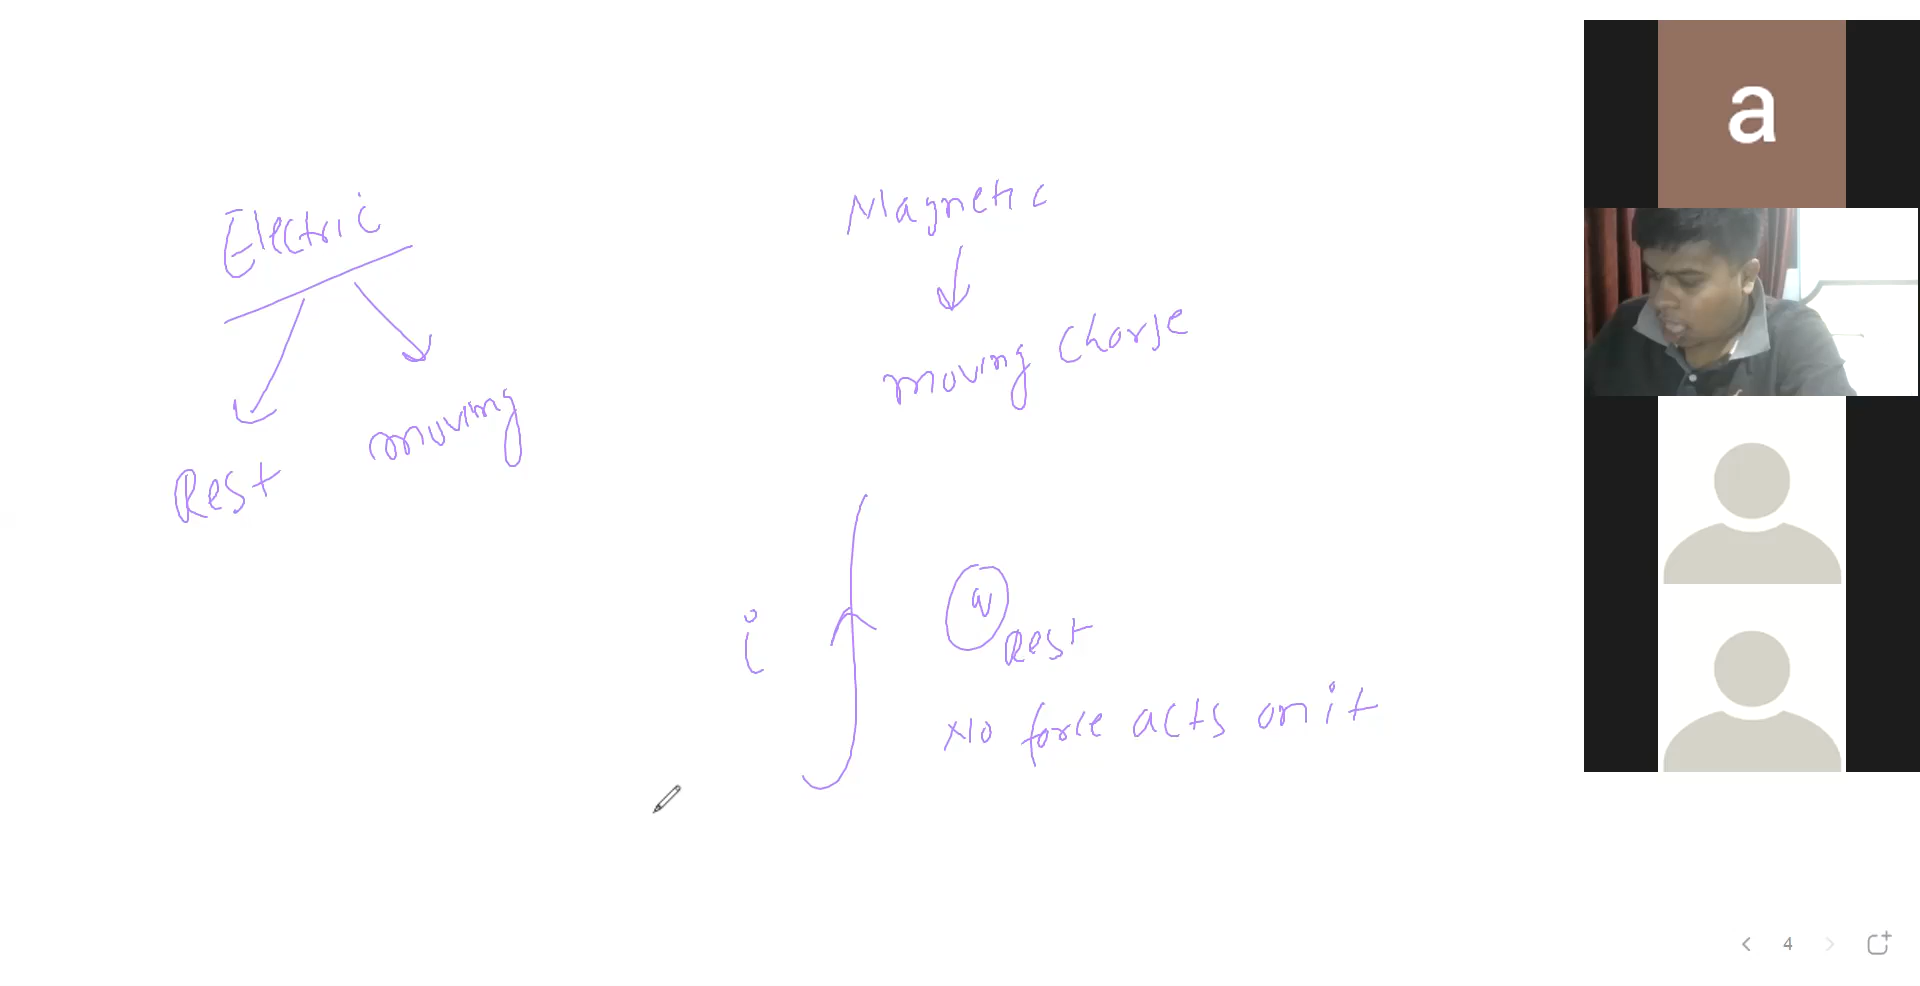 a
Electric
Magnetic
moving charge
Rest
moving
i
q
Rest
No force acts on it
4